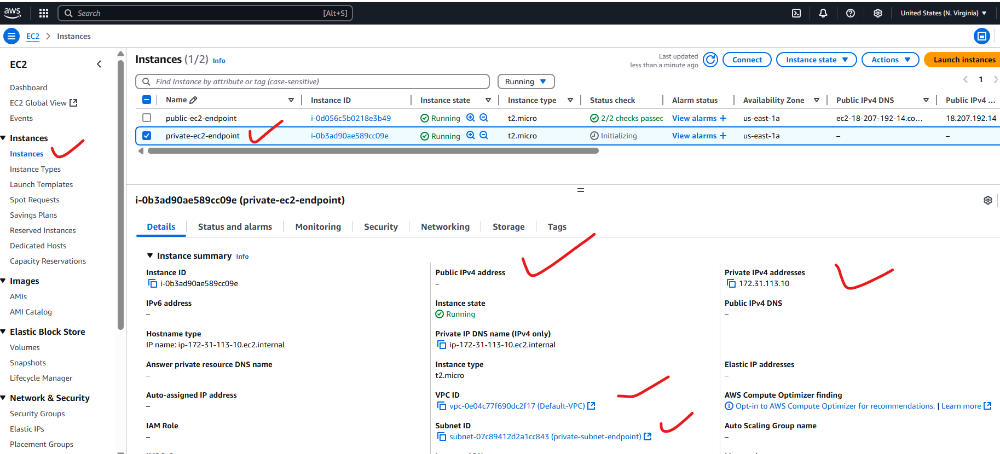 aws Search [Alt+S] United States (N. Virginia)
EC2 Instances
EC2
Dashboard
EC2 Global View
Events
Instances
Instances
Instance Types
Launch Templates
Spot Requests
Savings Plans
Reserved Instances
Dedicated Hosts
Capacity Reservations
Images
AMIs
AMI Catalog
Elastic Block Store
Volumes
Snapshots
Lifecycle Manager
Network & Security
Security Groups
Elastic IPs
Placement Groups
Instances (1/2) Info
Last updated
less than a minute ago
Connect Instance state Actions Launch instances
Find Instance by attribute or tag (case-sensitive) Running 1
Name Instance ID Instance state Instance type Status check Alarm status Availability Zone Public IPv4 DNS Public IPv4 ...
public-ec2-endpoint i-0d056c5b0218e3b49 Running t2.micro 2/2 checks passec View alarms + us-east-1a ec2-18-207-192-14.co... 18.207.192.14
private-ec2-endpoint i-0b3ad90ae589cc09e Running t2.micro Initializing View alarms + us-east-1a – –
i-0b3ad90ae589cc09e (private-ec2-endpoint)
Details Status and alarms Monitoring Security Networking Storage Tags
Instance summary Info
Instance ID
i-0b3ad90ae589cc09e
Public IPv4 address
–
Private IPv4 addresses
172.31.113.10
IPv6 address
–
Instance state
Running
Public IPv4 DNS
–
Hostname type
IP name: ip-172-31-113-10.ec2.internal
Private IP DNS name (IPv4 only)
ip-172-31-113-10.ec2.internal
Answer private resource DNS name
–
Instance type
t2.micro
Elastic IP addresses
–
Auto-assigned IP address
–
VPC ID
vpc-0e04c77f690dc2f17 (Default-VPC)
AWS Compute Optimizer finding
Opt-in to AWS Compute Optimizer for recommendations. | Learn more
IAM Role
–
Subnet ID
subnet-07c89412d2a1cc843 (private-subnet-endpoint)
Auto Scaling Group name
–